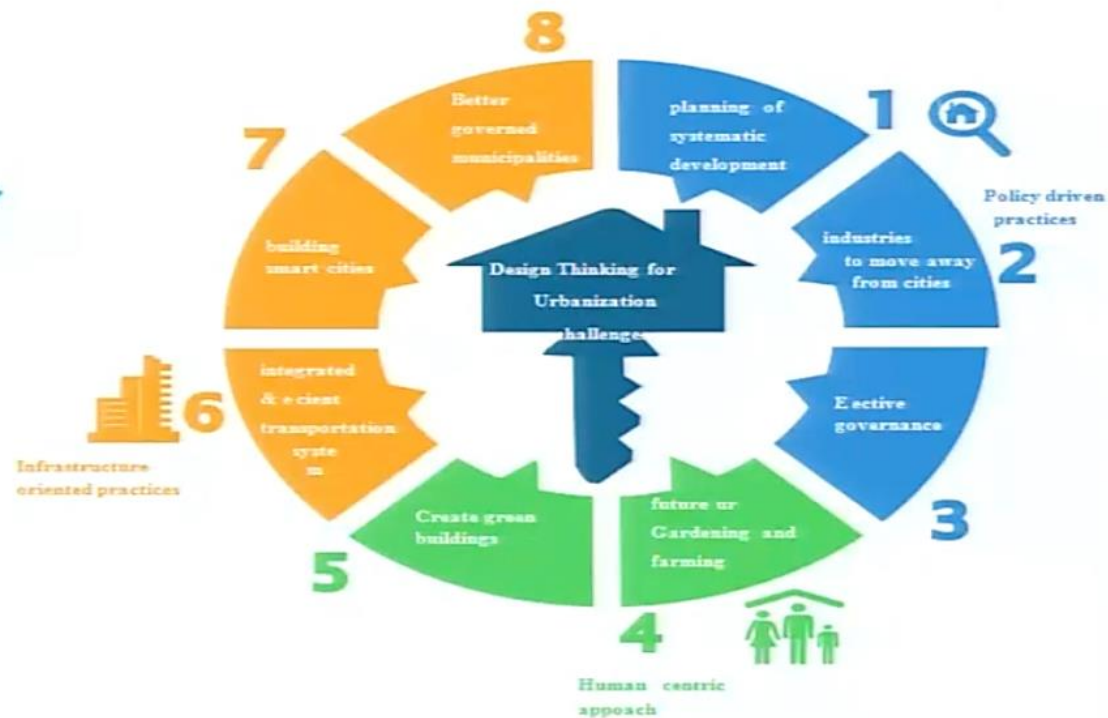 8
Better
governed
municipalities
1
planning of
systematic
development
7
building
smart cities
Policy driven
practices
2
industries
to move away
from cities
Design Thinking for
Urbanization
hallenge
6
integrated
& e cient
transportation
syste
m
Infrastructure
oriented practices
E ective
governance
3
5
Create green
buildings
future ur
Gardening and
farming
4
Human centric
appoach